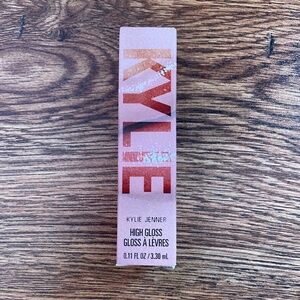 KYLIE
KYLIE JENNER
HIGH GLOSS
GLOSS À LÈVRES
0.11 FL OZ / 3.30 mL